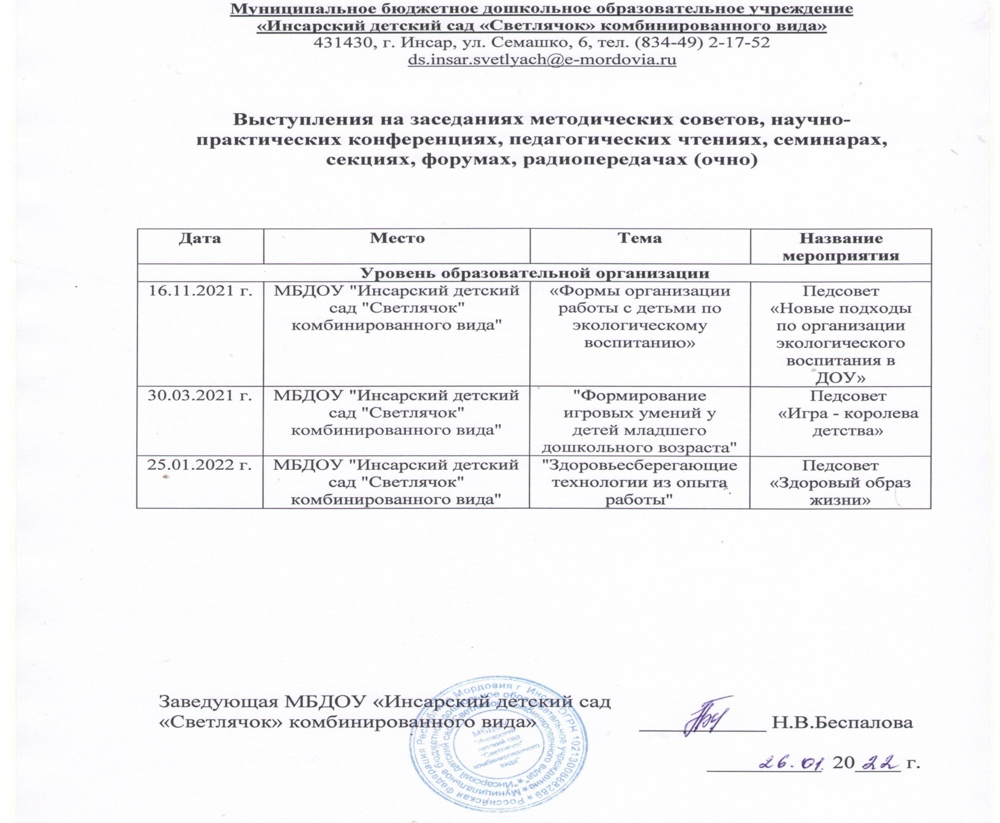 Муниципальное бюджетное дошкольное образовательное учреждение
«Инсарский детский сад «Светлячок» комбинированного вида»
431430, г. Инсар, ул. Семашко, 6, тел. (834-49) 2-17-52
ds.insar.svetlyach@e-mordovia.ru
Выступления на заседаниях методических советов, научно-
практических конференциях, педагогических чтениях, семинарах,
секциях, форумах, радиопередачах (очно)
Дата
Место
Тема
Название
мероприятия
Уровень образовательной организации
16.11.2021 г.
МБДОУ "Инсарский детский
сад "Светлячок"
комбинированного вида"
«Формы организации
работы с детьми по
экологическому
воспитанию»
Педсовет
«Новые подходы
по организации
экологического
воспитания в
ДОУ»
30.03.2021 г.
МБДОУ "Инсарский детский
сад "Светлячок"
комбинированного вида"
"Формирование
игровых умений у
детей младшего
дошкольного возраста"
Педсовет
«Игра - королева
детства»
25.01.2022 г.
МБДОУ "Инсарский детский
сад "Светлячок"
комбинированного вида"
"Здоровьесберегающие
технологии из опыта
работы"
Педсовет
«Здоровый образ
жизни»
Заведующая МБДОУ «Инсарский детский сад
«Светлячок» комбинированного вида»
Н.В.Беспалова
26.01. 2022 г.
Российская Федерация Республика Мордовия г. Инсар ОГРН
Муниципальное бюджетное дошкольное образовательное учреждение
"Инсарский детский сад "Светлячок" комбинированного вида"
МБДОУ
"Инсарский
детский сад
"Светлячок"
комбинированного
вида"